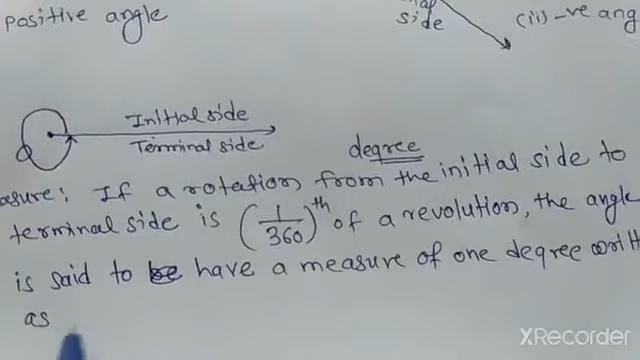 positive angle
side
(ii) -ve ang
Initial side
Terminal side
degree
asure: If a rotation from the initial side to
terminal side is (1/360)th of a revolution, the angle
is said to have a measure of one degree
as
XRecorder